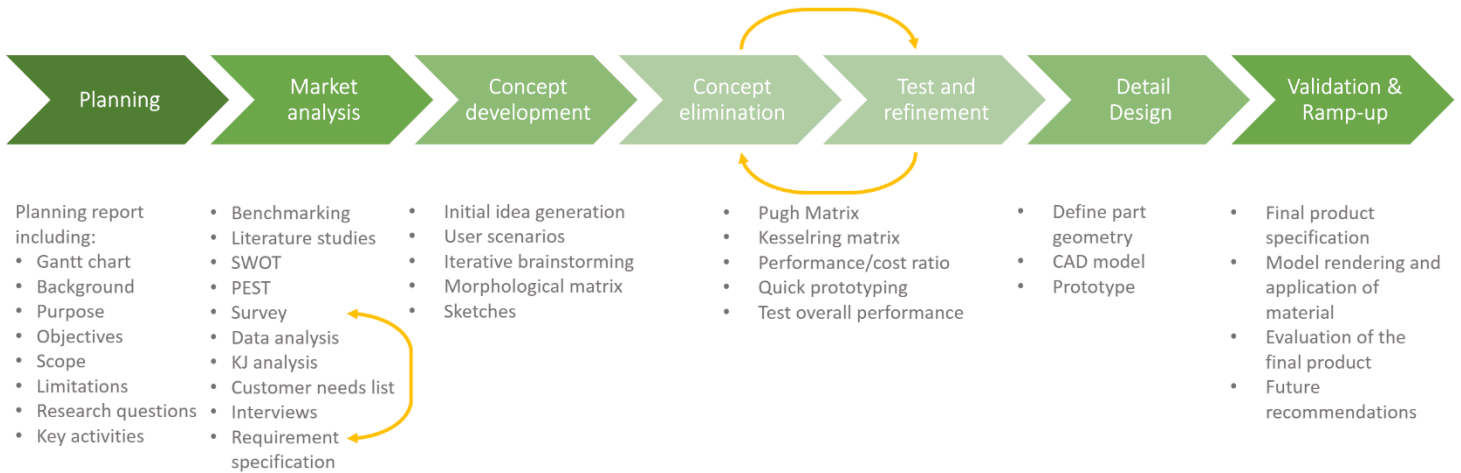 Planning
Market
analysis
Concept
development
Concept
elimination
Test and
refinement
Detail
Design
Validation &
Ramp-up
Planning report
including:
• Gantt chart
• Background
• Purpose
• Objectives
• Scope
• Limitations
• Research questions
• Key activities
• Benchmarking
• Literature studies
• SWOT
• PEST
• Survey
• Data analysis
• KJ analysis
• Customer needs list
• Interviews
• Requirement
specification
• Initial idea generation
• User scenarios
• Iterative brainstorming
• Morphological matrix
• Sketches
• Pugh Matrix
• Kesselring matrix
• Performance/cost ratio
• Quick prototyping
• Test overall performance
• Define part
geometry
• CAD model
• Prototype
• Final product
specification
• Model rendering and
application of
material
• Evaluation of the
final product
• Future
recommendations